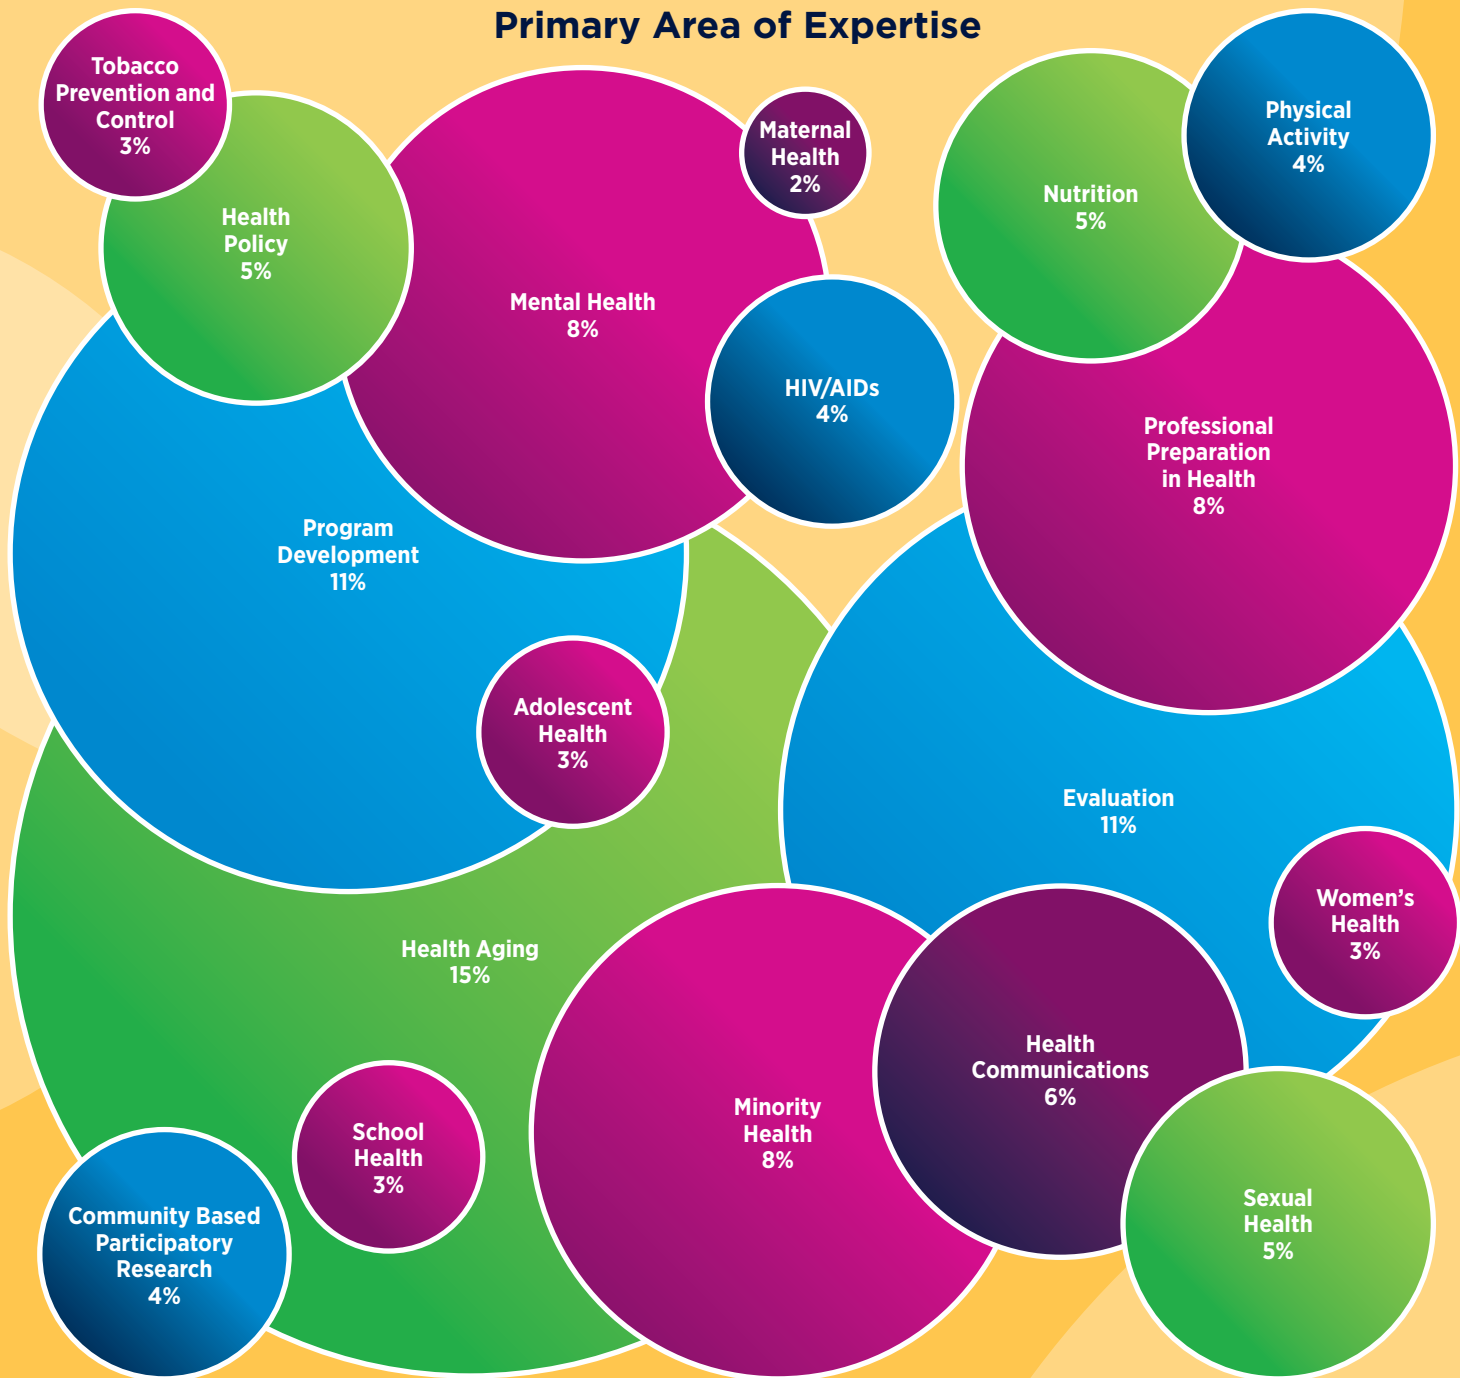 Primary Area of Expertise
Tobacco
Prevention and
Control
3%
Health
Policy
5%
Mental Health
8%
Maternal
Health
2%
Nutrition
5%
Physical
Activity
4%
HIV/AIDs
4%
Professional
Preparation
in Health
8%
Program
Development
11%
Adolescent
Health
3%
Evaluation
11%
Women’s
Health
3%
Health Aging
15%
Health
Communications
6%
Minority
Health
8%
School
Health
3%
Community Based
Participatory
Research
4%
Sexual
Health
5%